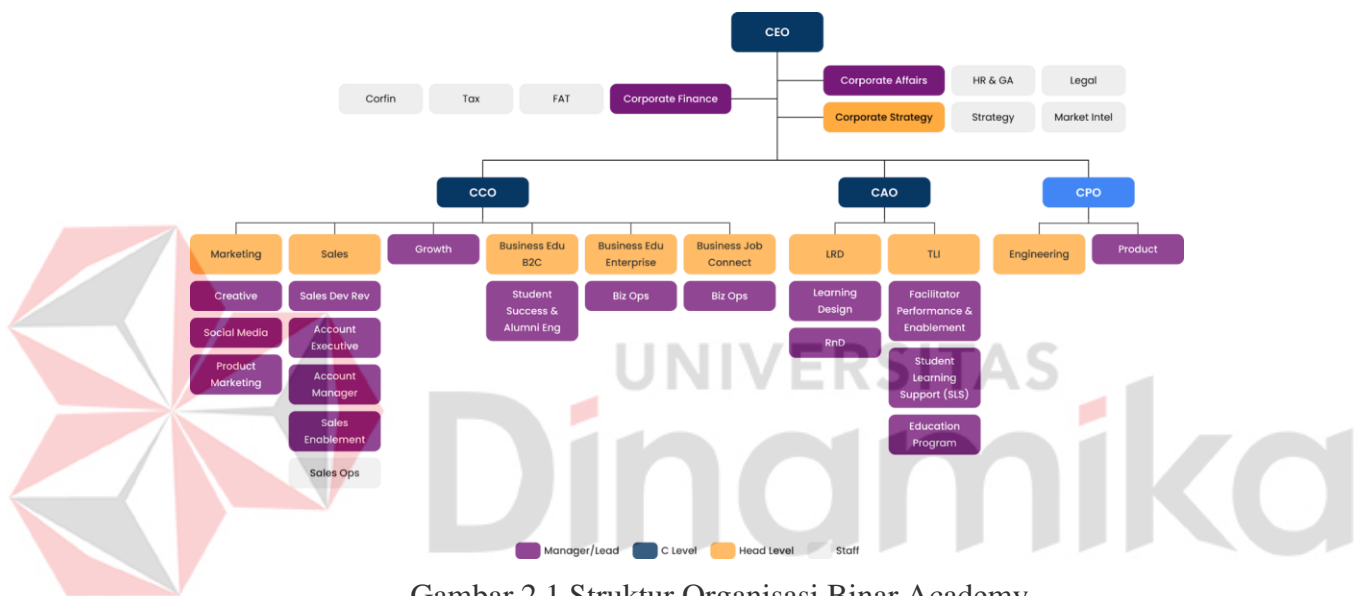 CEO
Corporate Affairs
HR & GA
Legal
Corfin
Tax
FAT
Corporate Finance
Corporate Strategy
Strategy
Market Intel
CCO
CAO
CPO
Marketing
Sales
Growth
Business Edu
B2C
Business Edu
Enterprise
Business Job
Connect
LRD
TLI
Engineering
Product
Creative
Social Media
Product
Marketing
Sales Dev Rev
Account
Executive
Account
Manager
Sales
Enablement
Sales Ops
Student
Success &
Alumni Eng
Biz Ops
Biz Ops
Learning
Design
RnD
Facilitator
Performance &
Enablement
Student
Learning
Support (SLS)
Education
Program
UNIVERSITAS
Dinamika
Manager/Lead
C Level
Head Level
Staff
Gambar 2.1 Struktur Organisasi Binar Academy